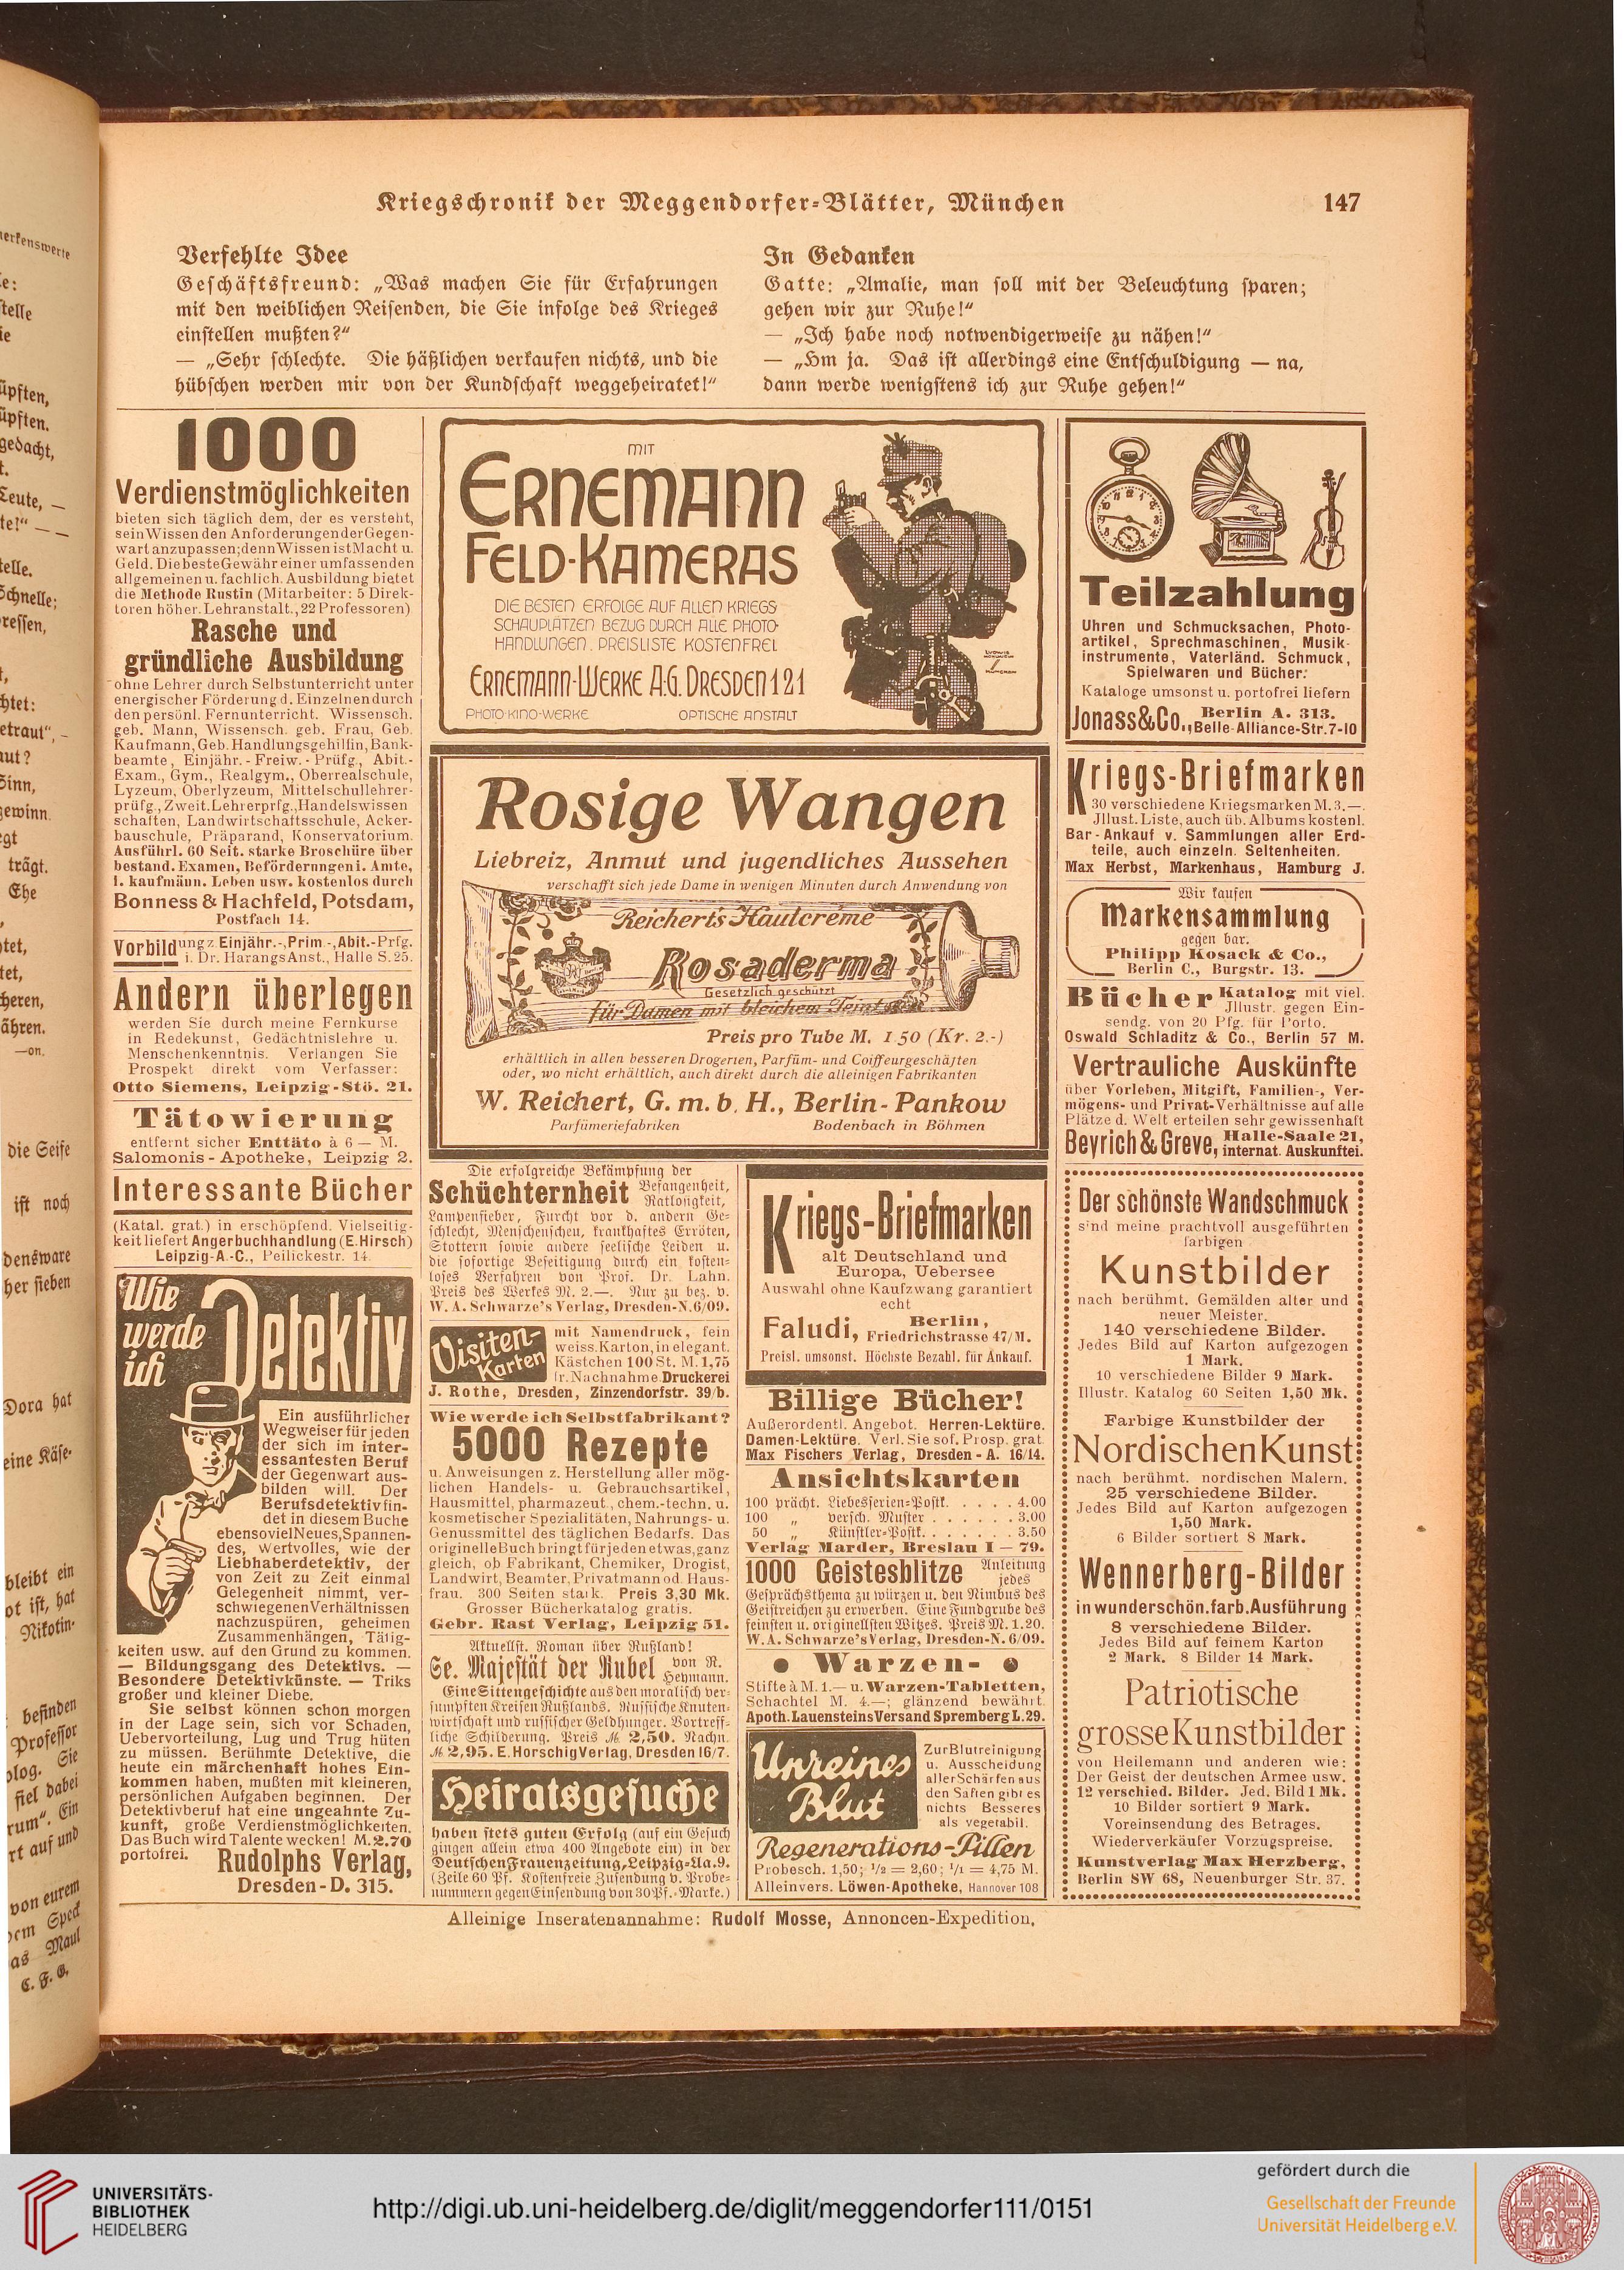 Kriegschronik der Meggendorfer-Blätter, München
147
Verfehlte Idee
Geschäftsfreund: „Was machen Sie für Erfahrungen
mit den weiblichen Reisenden, die Sie infolge des Krieges
einstellen mußten?“
— „Sehr schlechte. Die häßlichen verkaufen nichts, und die
hübschen werden mir von der Kundschaft weggeheiratet!“
In Gedanken
Gatte: „Amalie, man soll mit der Beleuchtung sparen;
gehen wir zur Ruhe!“
— „Ich habe noch notwendigerweise zu nähen!“
— „Hm ja. Das ist allerdings eine Entschuldigung — na,
dann werde wenigstens ich zur Ruhe gehen!“
1000
Verdienstmöglichkeiten
bieten sich täglich dem, der es versteht,
sein Wissen den Anforderungen der Gegen-
wart anzupassen; denn Wissen ist Macht u.
Geld. Die beste Gewähr einer umfassenden
allgemeinen u. fachlich. Ausbildung bietet
die Methode Rustin (Mitarbeiter: 5 Direk-
toren höher. Lehranstalt., 22 Professoren)
Rasche und
gründliche Ausbildung
ohne Lehrer durch Selbstunterricht unter
energischer Förderung d. Einzelnen durch
den persönl. Fernunterricht. Wissensch.
geb. Mann, Wissensch. geb. Frau, Geb.
Kaufmann, Geb. Handlungsgehilfin, Bank-
beamte, Einjähr.-Freiw.-Prüfg., Abit.-
Exam., Gym., Realgym., Oberrealschule,
Lyzeum, Oberlyzeum, Mittelschullehrer-
prüfg., Zweit. Lehrerprfg., Handelswissen
schaften, Landwirtschaftsschule, Acker-
bauschule, Präparand, Konservatorium.
Ausführl. 60 Seit. starke Broschüre über
bestand. Examen, Beförderungen i. Amte,
i. kaufmänn. Leben usw. kostenlos durch
Bonness & Hachfeld, Potsdam,
Postfach 14.
Vorbildung z. Einjähr.-, Prim.-, Abit.-Prfg.
i. Dr. Harangs Anst., Halle S. 25.
Andern überlegen
werden Sie durch meine Fernkurse
in Redekunst, Gedächtnislehre u.
Menschenkenntnis. Verlangen Sie
Prospekt direkt vom Verfasser:
Otto Siemens, Leipzig-Stö. 21.
Tätowierung
entfernt sicher Enttäto à 6 — M.
Salomonis-Apotheke, Leipzig 2.
Interessante Bücher
(Katal. grat.) in erschöpfend. Vielseitig-
keit liefert Angerbuchhandlung (E. Hirsch)
Leipzig-A.-C., Peilickestr. 14.
Wie
werde
ich
Detektiv
Ein ausführlicher
Wegweiser für jeden
der sich im inter-
essantesten Beruf
der Gegenwart aus-
bilden will. Der
Berufsdetektiv fin-
det in diesem Buche
ebensoviel Neues, Spannen-
des, Wertvolles, wie der
Liebhaberdetektiv, der
von Zeit zu Zeit einmal
Gelegenheit nimmt, ver-
schwiegenen Verhältnissen
nachzuspüren, geheimen
Zusammenhängen, Tätig-
keiten usw. auf den Grund zu kommen.
— Bildungsgang des Detektivs. —
Besondere Detektivkünste. — Triks
großer und kleiner Diebe.
Sie selbst können schon morgen
in der Lage sein, sich vor Schaden,
Uebervorteilung, Lug und Trug hüten
zu müssen. Berühmte Detektive, die
heute ein märchenhaft hohes Ein-
kommen haben, mußten mit kleineren,
persönlichen Aufgaben beginnen. Der
Detektivberuf hat eine ungeahnte Zu-
kunft, große Verdienstmöglichkeiten.
Das Buch wird Talente wecken! M. 2.70
portofrei.
Rudolphs Verlag,
Dresden-D. 315.
MIT
ERNEMANN
FELD-KAMERAS
DIE BESTEN ERFOLGE AUF ALLEN KRIEGS-
SCHAUPLÄTZEN BEZUG DURCH ALLE PHOTO-
HANDLUNGEN. PREISLISTE KOSTENFREI.
ERNEMANN-WERKE A-G. DRESDEN 121
PHOTO-KINO-WERKE OPTISCHE ANSTALT
Rosige Wangen
Liebreiz, Anmut und jugendliches Aussehen
verschafft sich jede Dame in wenigen Minuten durch Anwendung von
Reichert's Hautcrême
Rosaderma
Gesetzlich geschützt
für Damen mit bleichem Teint
Preis pro Tube M. 1.50 (Kr. 2.-)
erhältlich in allen besseren Drogerien, Parfüm- und Coiffeurgeschäften
oder, wo nicht erhältlich, auch direkt durch die alleinigen Fabrikanten
W. Reichert, G. m. b. H., Berlin-Pankow
Parfümeriefabriken Bodenbach in Böhmen
Die erfolgreiche Bekämpfung der
Schüchternheit Befangenheit,
Ratlosigkeit,
Lampenfieber, Furcht vor d. andern Ge-
schlecht, Menschenscheu, krankhaftes Erröten,
Stottern sowie andere seelische Leiden u.
die sofortige Beseitigung durch ein kosten-
loses Verfahren von Prof. Dr. Lahn.
Preis des Werkes M. 2.—. Nur zu bez. v.
W. A. Schwarze's Verlag, Dresden-N. 6/09.
Visiten-
Karten
mit Namendruck, fein
weiss. Karton, in elegant.
Kästchen 100 St. M. 1,75
fr. Nachnahme Druckerei
J. Rothe, Dresden, Zinzendorfstr. 39/b.
Wie werde ich Selbstfabrikant?
5000 Rezepte
u. Anweisungen z. Herstellung aller mög-
lichen Handels- u. Gebrauchsartikel,
Hausmittel, pharmazeut., chem.-techn. u.
kosmetischer Spezialitäten, Nahrungs- u.
Genussmittel des täglichen Bedarfs. Das
originelle Buch bringt für jeden etwas, ganz
gleich, ob Fabrikant, Chemiker, Drogist,
Landwirt, Beamter, Privatmann od. Haus-
frau. 300 Seiten stark. Preis 3,30 Mk.
Grosser Bücherkatalog gratis.
Gebr. Rast Verlag, Leipzig 51.
Aktuellst. Roman über Rußland!
Se. Majestät der Rubel von R.
Heymann.
Eine Sittengeschichte aus den moralisch ver-
sumpften Kreisen Rußlands. Russische Knuten-
wirtschaft und russischer Geldhunger. Vortreff-
liche Schilderung. Preis ℳ 2,50. Nachn.
ℳ 2,95. E. Horschig Verlag, Dresden 16/7.
Heiratsgesuche
haben stets guten Erfolg (auf ein Gesuch
gingen allein etwa 400 Angebote ein) in der
Deutschen Frauenzeitung, Leipzig-Ua. 9.
(Zeile 60 Pf. Kostenfreie Zusendung v. Probe-
nummern gegen Einsendung von 30 Pf.-Marke.)
Kriegs-Briefmarken
alt Deutschland und
Europa, Uebersee
Auswahl ohne Kaufzwang garantiert
echt
Faludi, Berlin,
Friedrichstrasse 47/M.
Preisl. umsonst. Höchste Bezahl. für Ankauf.
Billige Bücher!
Außerordentl. Angebot. Herren-Lektüre.
Damen-Lektüre. Verl. Sie sof. Prosp. grat.
Max Fischers Verlag, Dresden-A. 16/14.
Ansichtskarten
100 prächt. Liebesserien-Postk. . . . . . 4.00
100 „ versch. Muster . . . . . . 3.00
50 „ Künstler-Postk. . . . . . . 3.50
Verlag Marder, Breslau I — 79.
1000 Geistesblitze Anleitung
jedes
Gesprächsthema zu würzen u. den Nimbus des
Geistreichen zu erwerben. Eine Fundgrube des
feinsten u. originellsten Witzes. Preis M. 1.20.
W. A. Schwarze's Verlag, Dresden-N. 6/09.
● Warzen- ●
Stifte à M. 1.— u. Warzen-Tabletten,
Schachtel M. 4.—; glänzend bewährt.
Apoth. Lauensteins Versand Spremberg L. 29.
Unreines
Blut
Zur Blutreinigung
u. Ausscheidung
aller Schärfen aus
den Säften gibt es
nichts Besseres
als vegetabil.
Regenerations-Pillen
Probesch. 1,50; 1/2 = 2,60; 1/1 = 4,75 M.
Alleinvers. Löwen-Apotheke, Hannover 108
Teilzahlung
Uhren und Schmucksachen, Photo-
artikel, Sprechmaschinen, Musik-
instrumente, Vaterländ. Schmuck,
Spielwaren und Bücher.
Kataloge umsonst u. portofrei liefern
Jonass & Co., Berlin A. 313.
Belle-Alliance-Str. 7-10
Kriegs-Briefmarken
30 verschiedene Kriegsmarken M. 3.—.
Jllust. Liste, auch üb. Albums kostenl.
Bar-Ankauf v. Sammlungen aller Erd-
teile, auch einzeln. Seltenheiten.
Max Herbst, Markenhaus, Hamburg J.
Wir kaufen
Markensammlung
gegen bar.
Philipp Kosack & Co.,
Berlin C., Burgstr. 13.
Bücher Katalog mit viel.
Jllustr. gegen Ein-
sendg. von 20 Pfg. für Porto.
Oswald Schladitz & Co., Berlin 57 M.
Vertrauliche Auskünfte
über Vorleben, Mitgift, Familien-, Ver-
mögens- und Privat-Verhältnisse auf alle
Plätze d. Welt erteilen sehr gewissenhaft
Beyrich & Greve, Halle-Saale 21,
internat. Auskunftei.
Der schönste Wandschmuck
sind meine prachtvoll ausgeführten
farbigen
Kunstbilder
nach berühmt. Gemälden alter und
neuer Meister.
140 verschiedene Bilder.
Jedes Bild auf Karton aufgezogen
1 Mark.
10 verschiedene Bilder 9 Mark.
Illustr. Katalog 60 Seiten 1,50 Mk.
Farbige Kunstbilder der
Nordischen Kunst
nach berühmt. nordischen Malern.
25 verschiedene Bilder.
Jedes Bild auf Karton aufgezogen
1,50 Mark.
6 Bilder sortiert 8 Mark.
Wennerberg-Bilder
in wunderschön. farb. Ausführung
8 verschiedene Bilder.
Jedes Bild auf feinem Karton
2 Mark. 8 Bilder 14 Mark.
Patriotische
grosse Kunstbilder
von Heilemann und anderen wie:
Der Geist der deutschen Armee usw.
12 verschied. Bilder. Jed. Bild 1 Mk.
10 Bilder sortiert 9 Mark.
Voreinsendung des Betrages.
Wiederverkäufer Vorzugspreise.
Kunstverlag Max Herzberg,
Berlin SW 68, Neuenburger Str. 37.
Alleinige Inseratenannahme: Rudolf Mosse, Annoncen-Expedition.
UNIVERSITÄTS-
BIBLIOTHEK
HEIDELBERG
http://digi.ub.uni-heidelberg.de/diglit/meggendorfer111/0151
gefördert durch die
Gesellschaft der Freunde
Universität Heidelberg e.V.